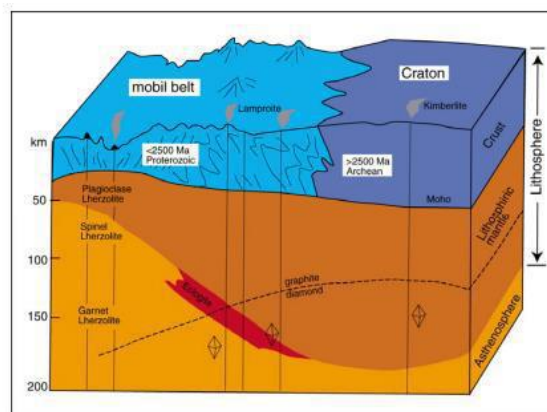 mobil belt
Craton
Lamproite
Kimberlite
km
<2500 Ma
Proterozoic
>2500 Ma
Archean
Crust
Lithosphere
Plagioclase
Lherzolite
Moho
50
Lithosphiric
mantle
Spinel
Lherzolite
100
graphite
diamond
Eclogite
Garnet
Lherzolite
150
Asthenosphere
200